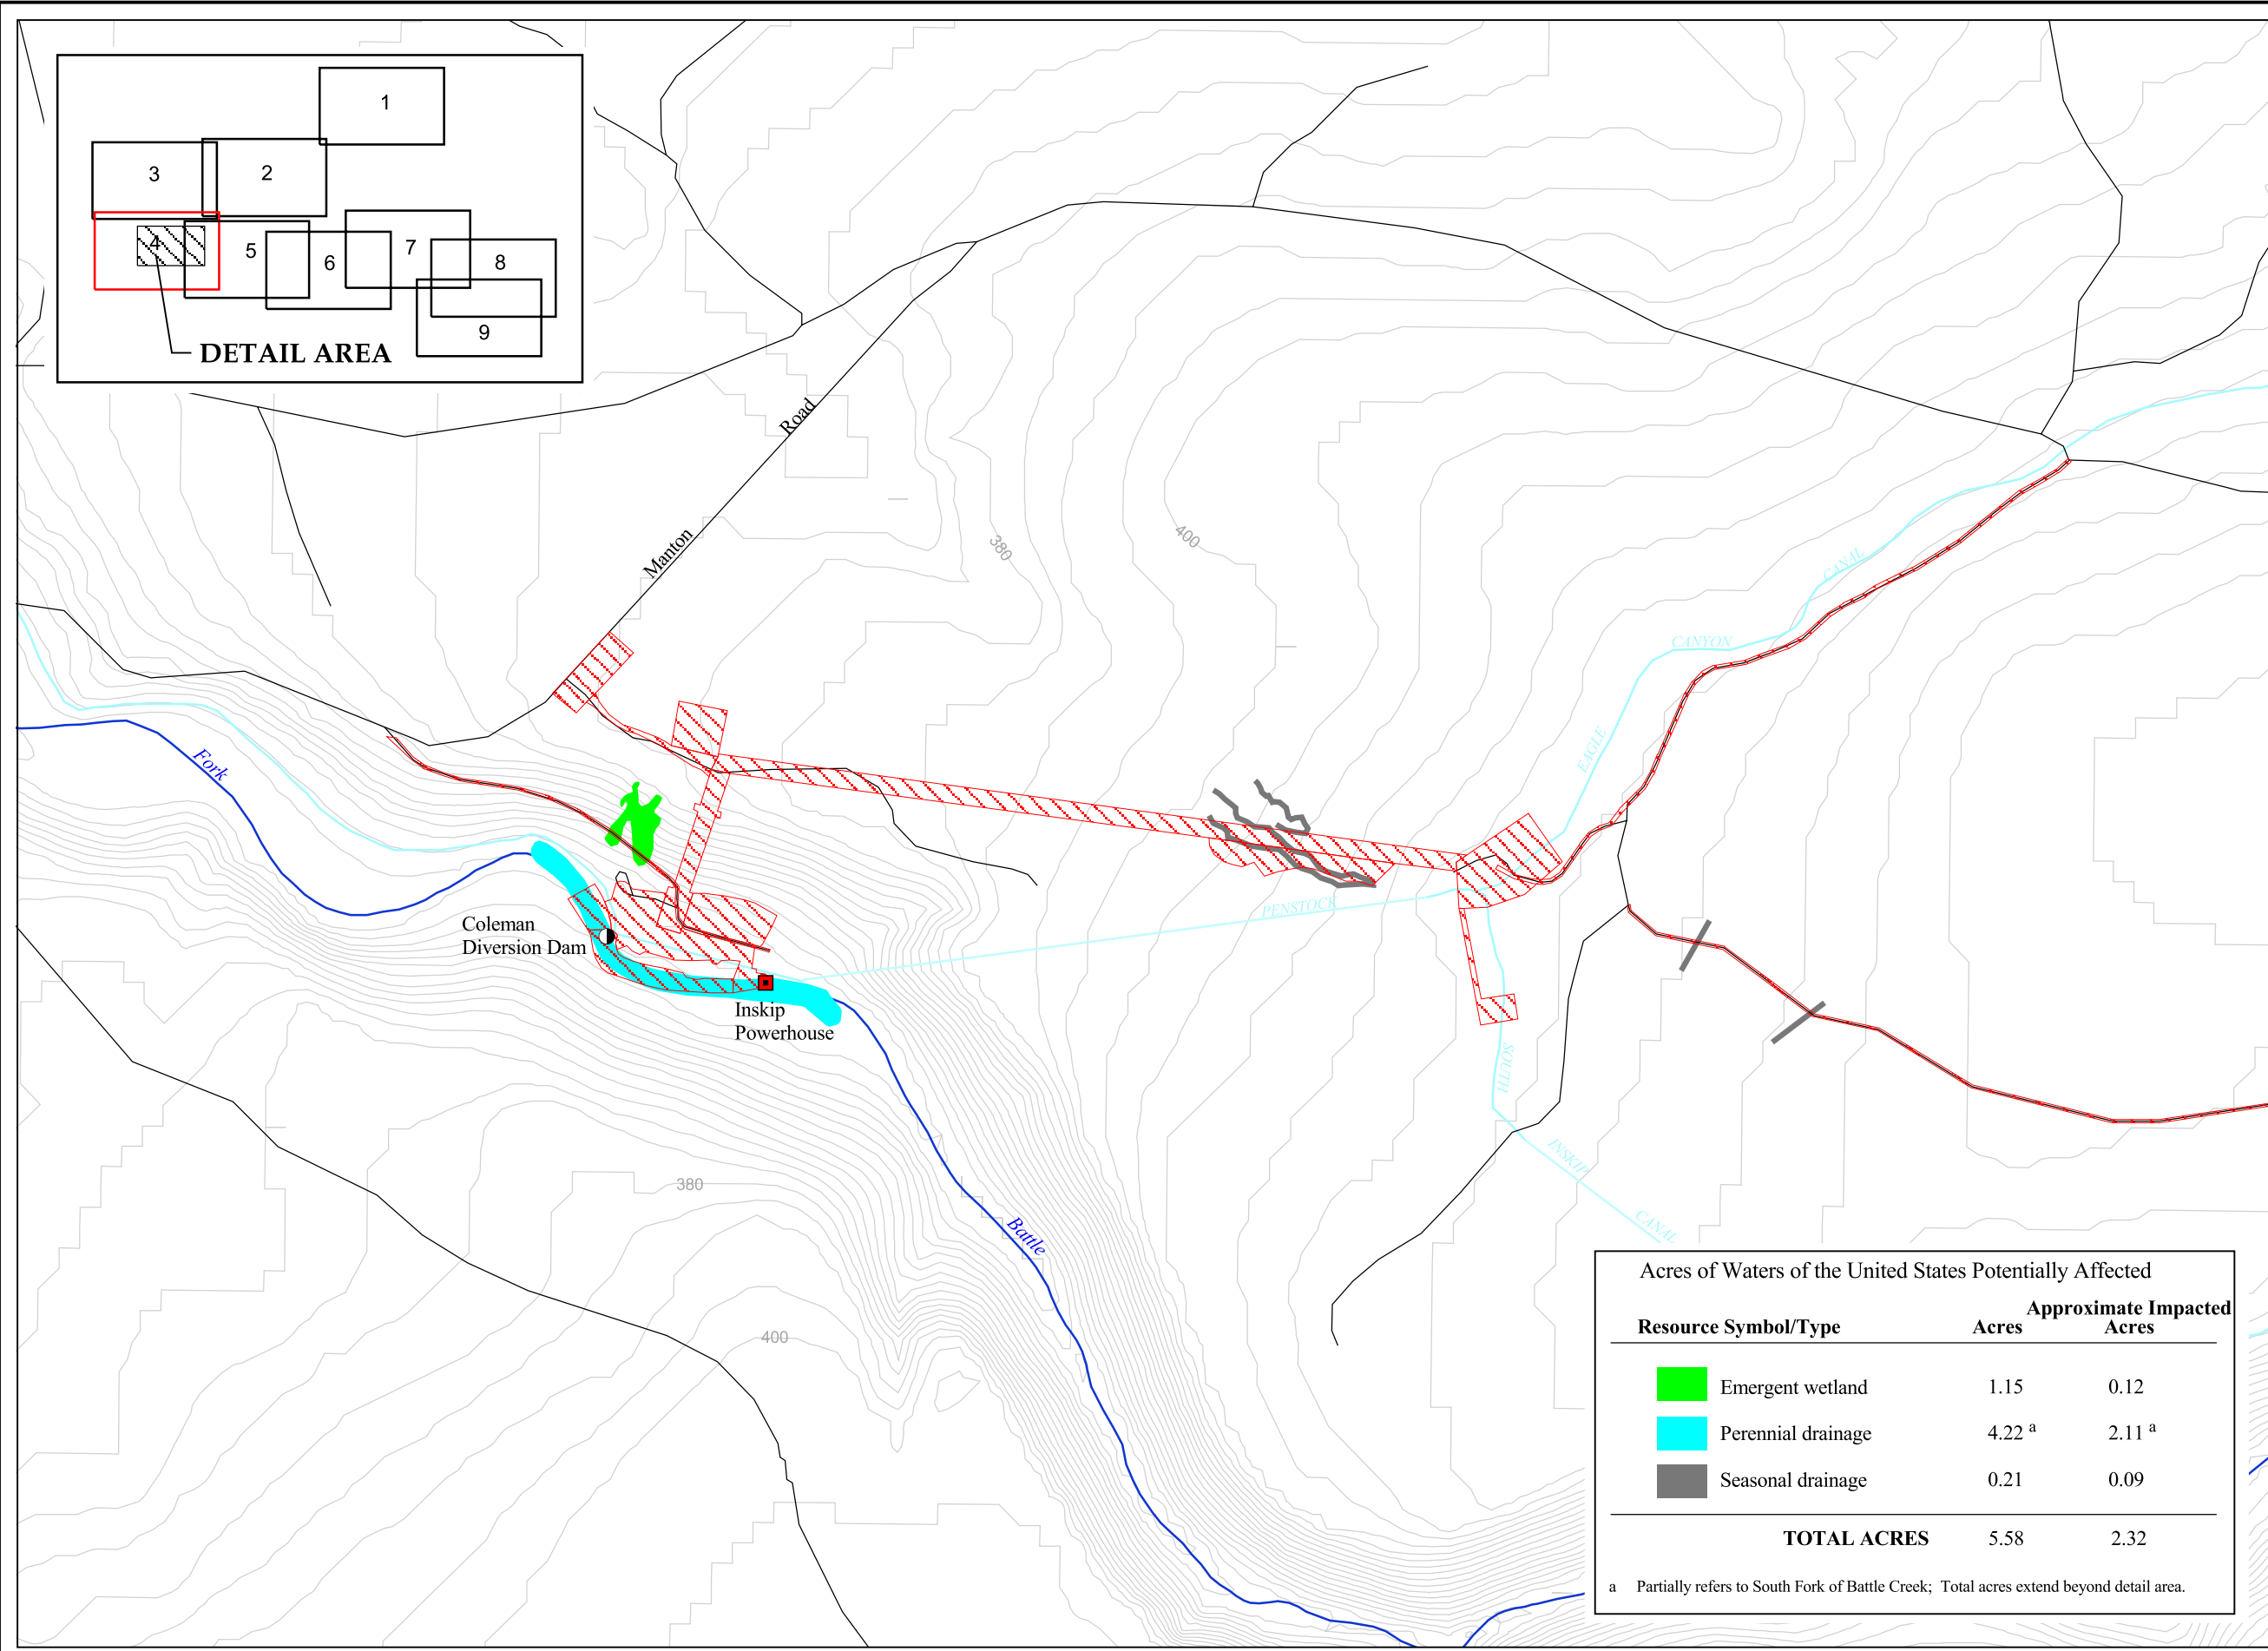 1
3
2
4
5
6
7
8
9
DETAIL AREA
Road
Manton
380
400
CANAL
CANYON
EAGLE
Fork
PENSTOCK
Coleman
Diversion Dam
Inskip
Powerhouse
SOUTH
INSKIP
CANAL
380
Battle
400
Acres of Waters of the United States Potentially Affected
Resource Symbol/Type Acres Approximate Impacted Acres
Emergent wetland 1.15 0.12
Perennial drainage 4.22 a 2.11 a
Seasonal drainage 0.21 0.09
TOTAL ACRES 5.58 2.32
a Partially refers to South Fork of Battle Creek; Total acres extend beyond detail area.